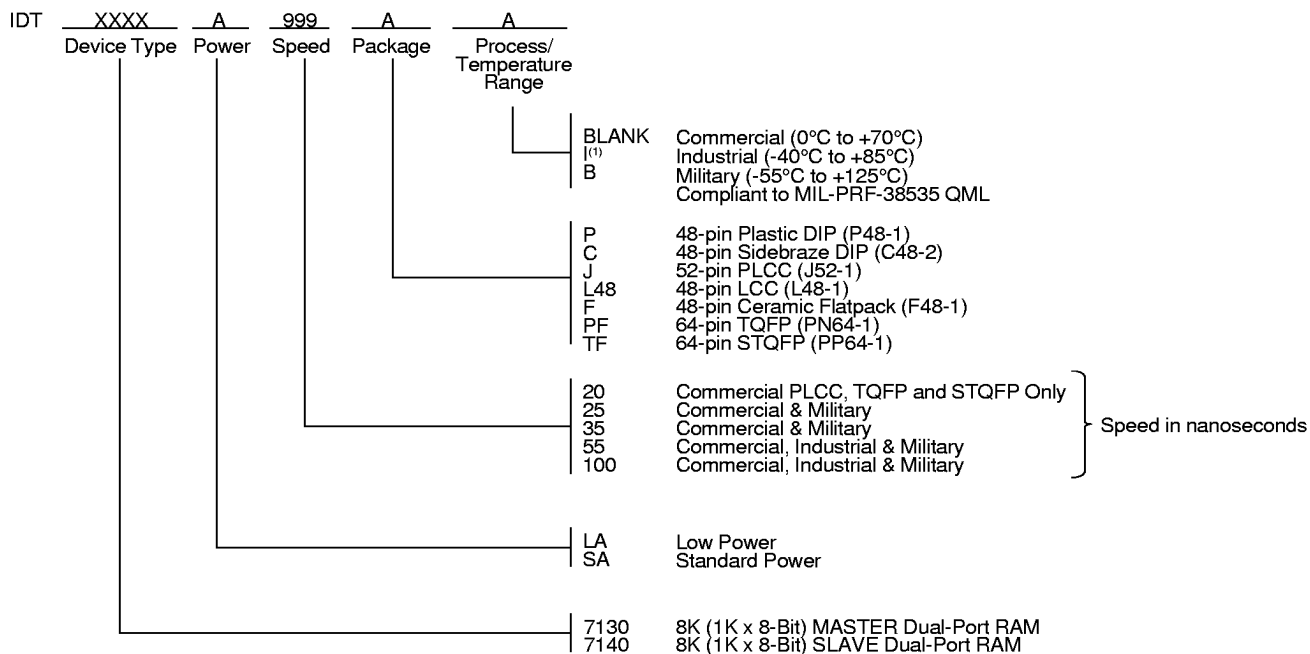 IDT XXXX A 999 A A
Device Type Power Speed Package Process/
Temperature
Range
BLANK Commercial (0°C to +70°C)
I(1) Industrial (-40°C to +85°C)
B Military (-55°C to +125°C)
Compliant to MIL-PRF-38535 QML
P 48-pin Plastic DIP (P48-1)
C 48-pin Sidebraze DIP (C48-2)
J 52-pin PLCC (J52-1)
L48 48-pin LCC (L48-1)
F 48-pin Ceramic Flatpack (F48-1)
PF 64-pin TQFP (PN64-1)
TF 64-pin STQFP (PP64-1)
20 Commercial PLCC, TQFP and STQFP Only
25 Commercial & Military
35 Commercial & Military
55 Commercial, Industrial & Military
100 Commercial, Industrial & Military
Speed in nanoseconds
LA Low Power
SA Standard Power
7130 8K (1K x 8-Bit) MASTER Dual-Port RAM
7140 8K (1K x 8-Bit) SLAVE Dual-Port RAM